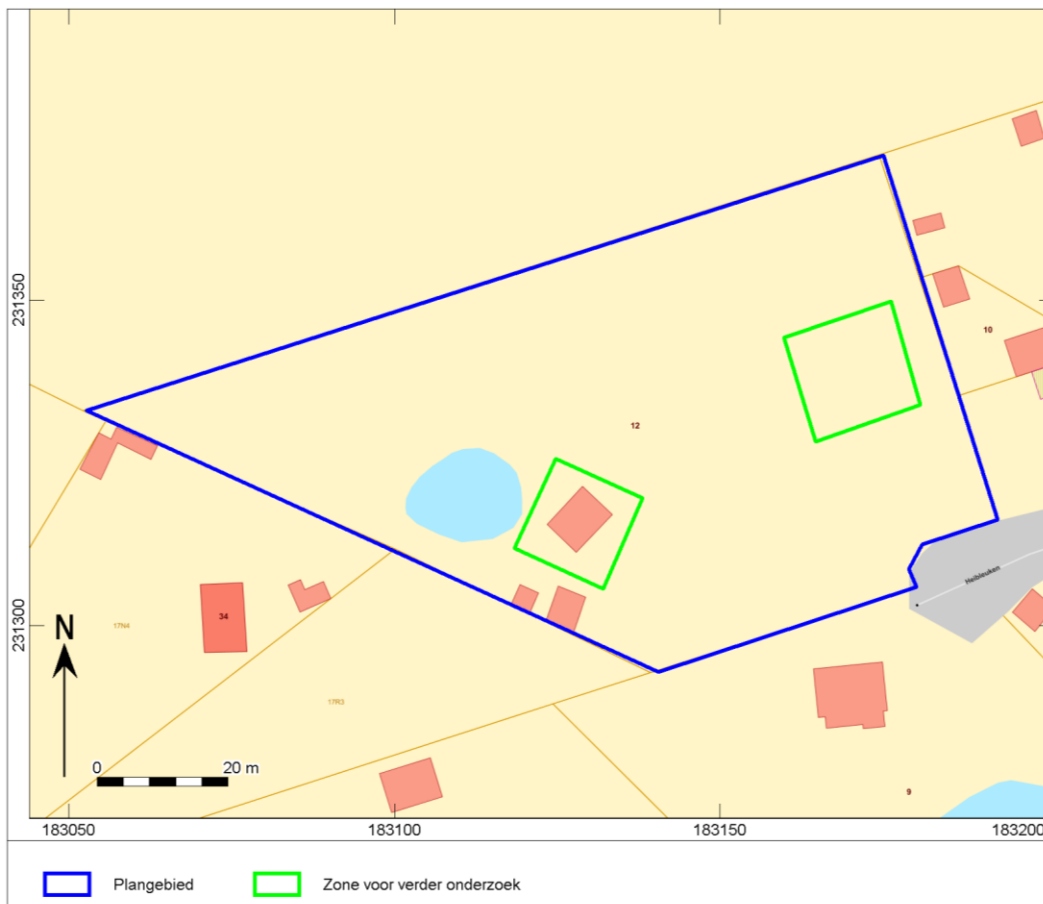 231350
10
12
Heibleuken
231300
34
17N4
N
17R3
0 20 m
9
183050 183100 183150 183200
Plangebied Zone voor verder onderzoek